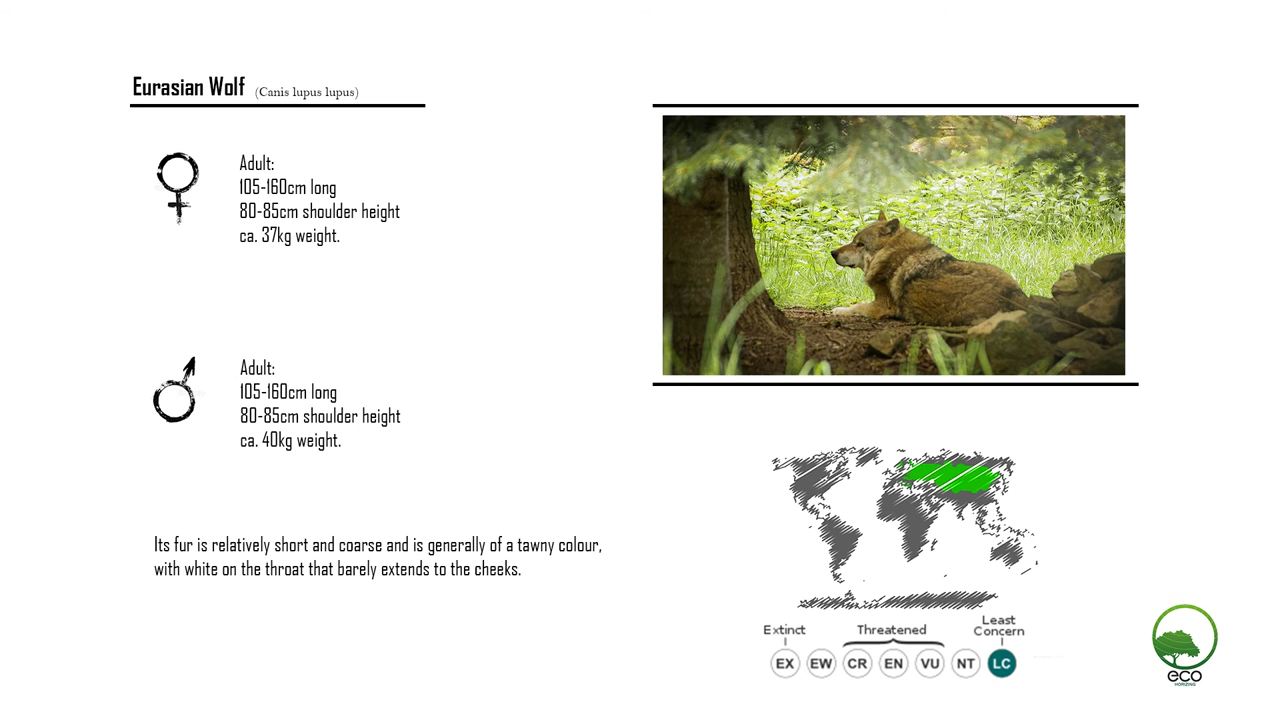 Eurasian Wolf (Canis lupus lupus)
Adult:
105-160cm long
80-85cm shoulder height
ca. 37kg weight.
Adult:
105-160cm long
80-85cm shoulder height
ca. 40kg weight.
Its fur is relatively short and coarse and is generally of a tawny colour,
with white on the throat that barely extends to the cheeks.
Extinct
Threatened
Least
Concern
EX EW CR EN VU NT LC
eco
HORIZING